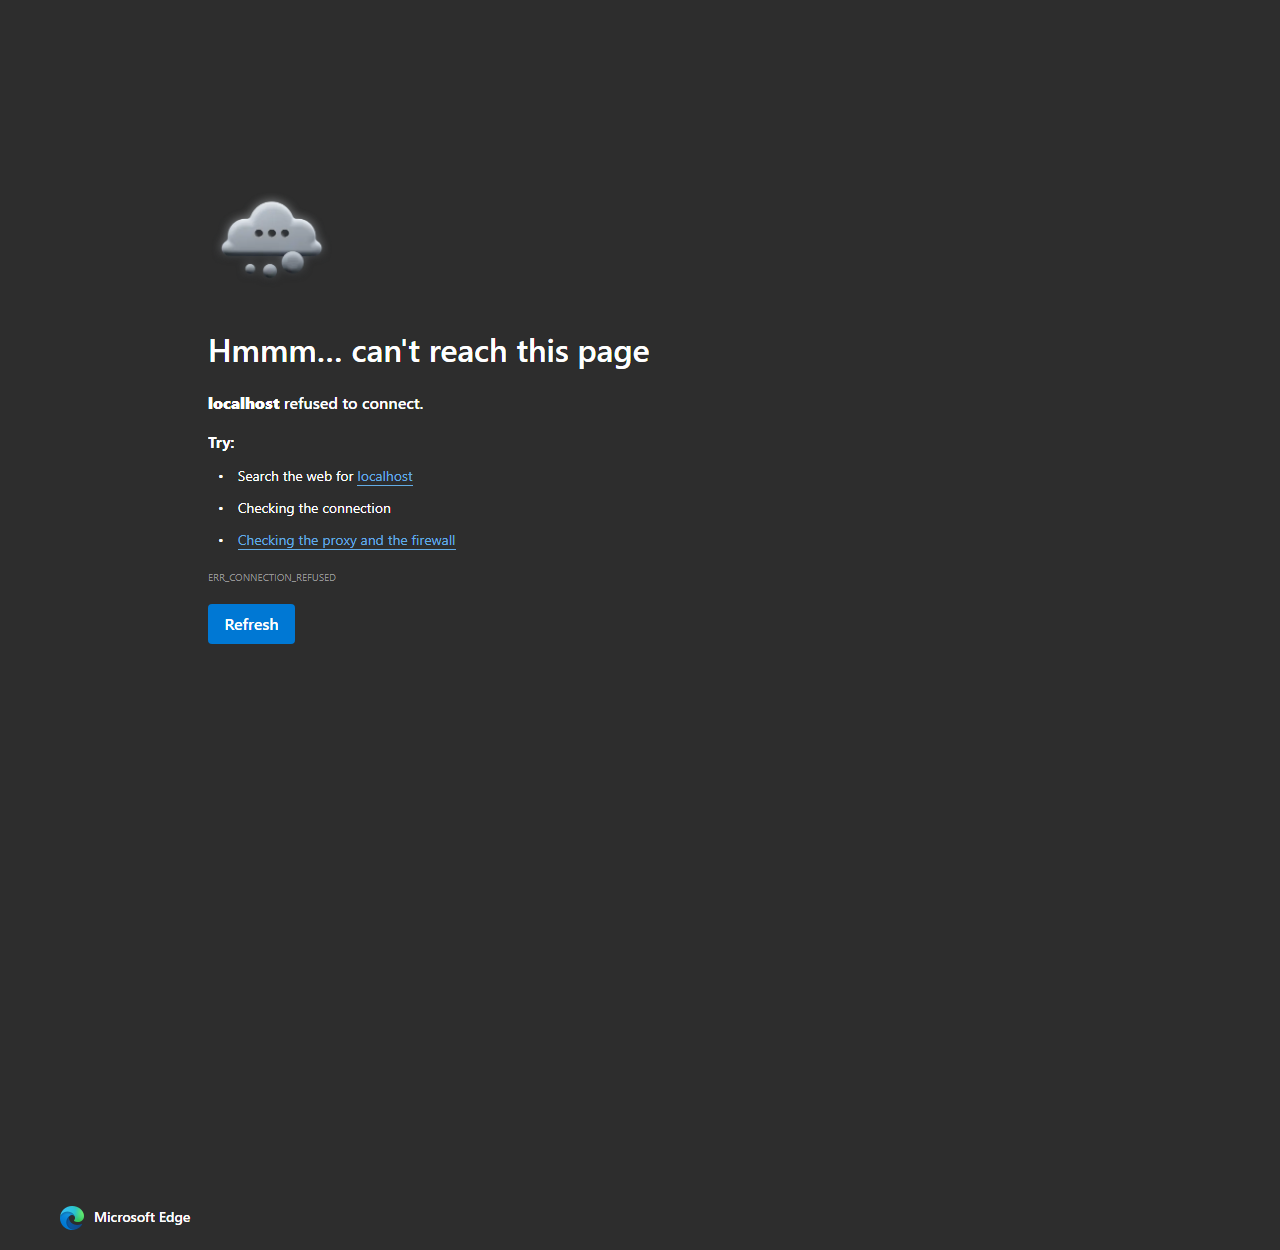 Hmmm... can't reach this page
localhost refused to connect.
Try:
• Search the web for localhost
• Checking the connection
• Checking the proxy and the firewall
ERR_CONNECTION_REFUSED
Refresh
Microsoft Edge